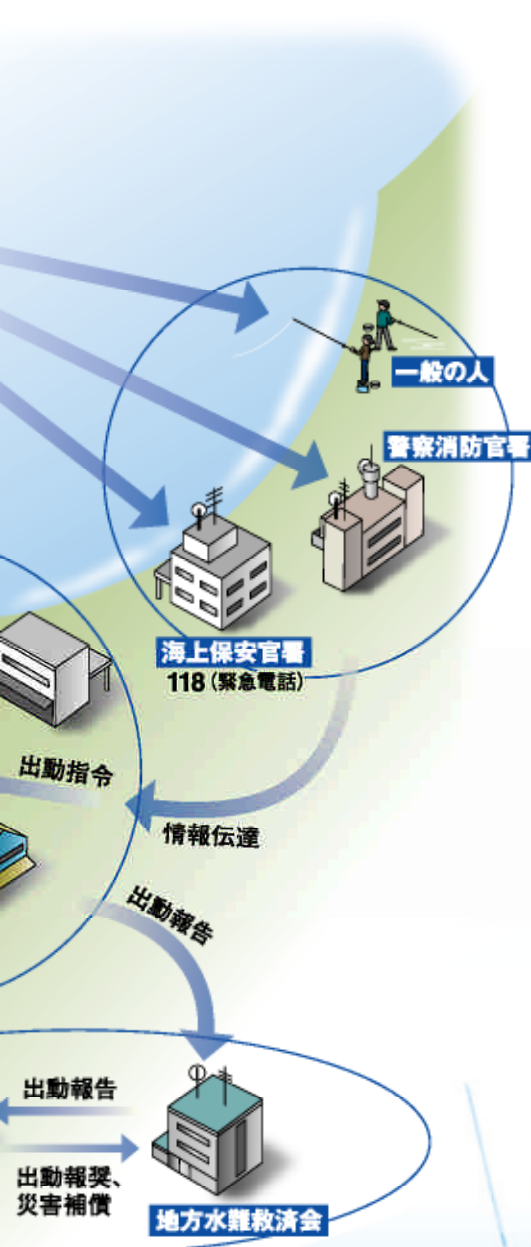 一般の人
警察消防官署
海上保安官署
118（緊急電話）
出動指令
情報伝達
出動報告
出動報告
出動報奨、
災害補償
地方水難救済会